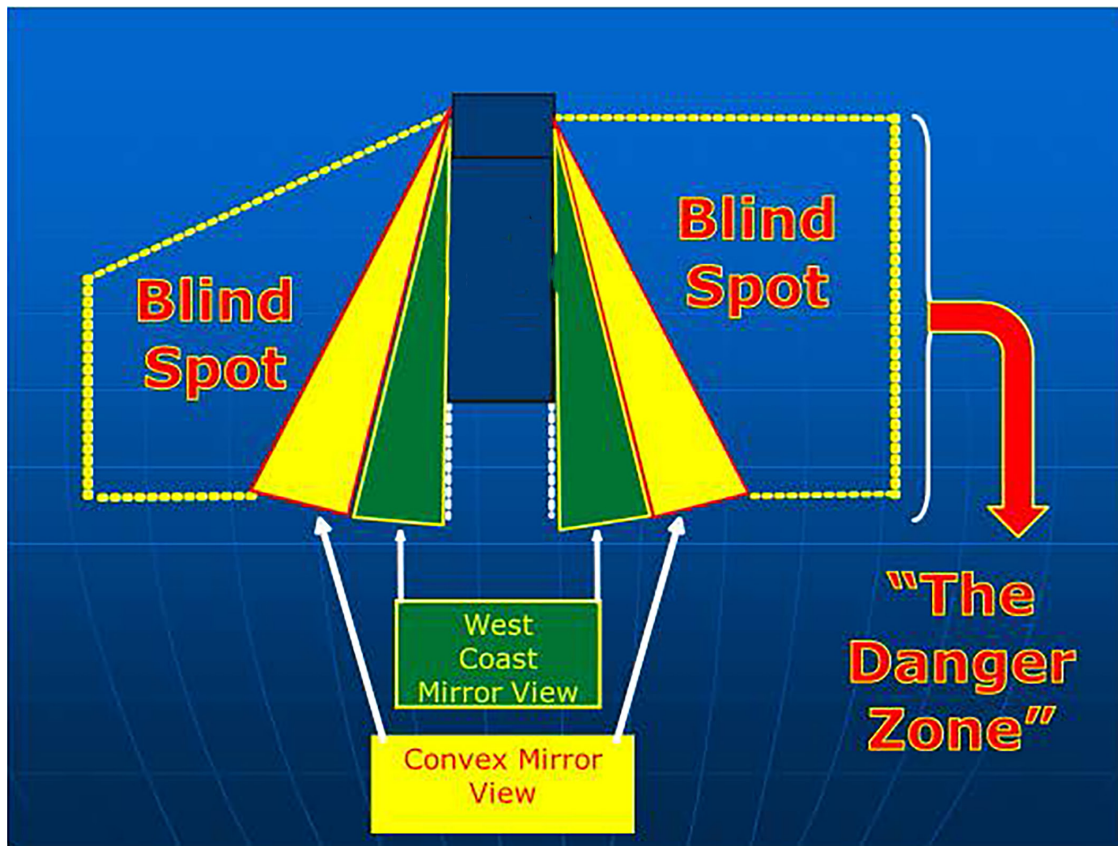 Blind
Spot
Blind
Spot
West
Coast
Mirror View
Convex Mirror
View
“The
Danger
Zone”